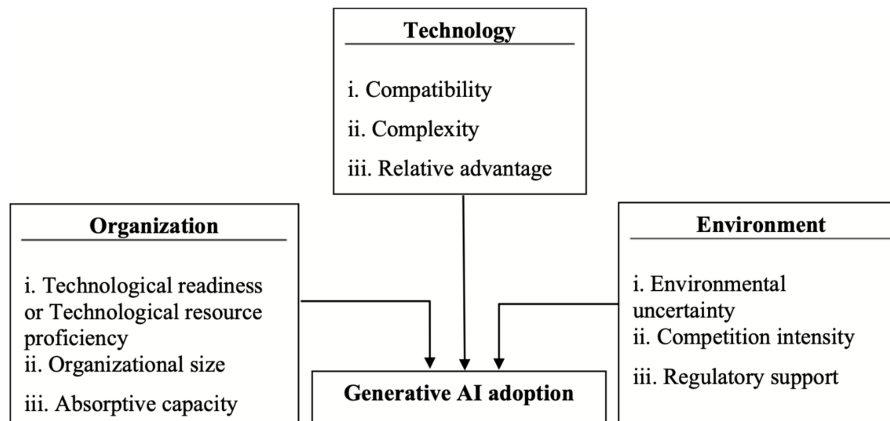 Technology
i. Compatibility
ii. Complexity
iii. Relative advantage
Organization
i. Technological readiness
or Technological resource
proficiency
ii. Organizational size
iii. Absorptive capacity
Environment
i. Environmental
uncertainty
ii. Competition intensity
iii. Regulatory support
Generative AI adoption